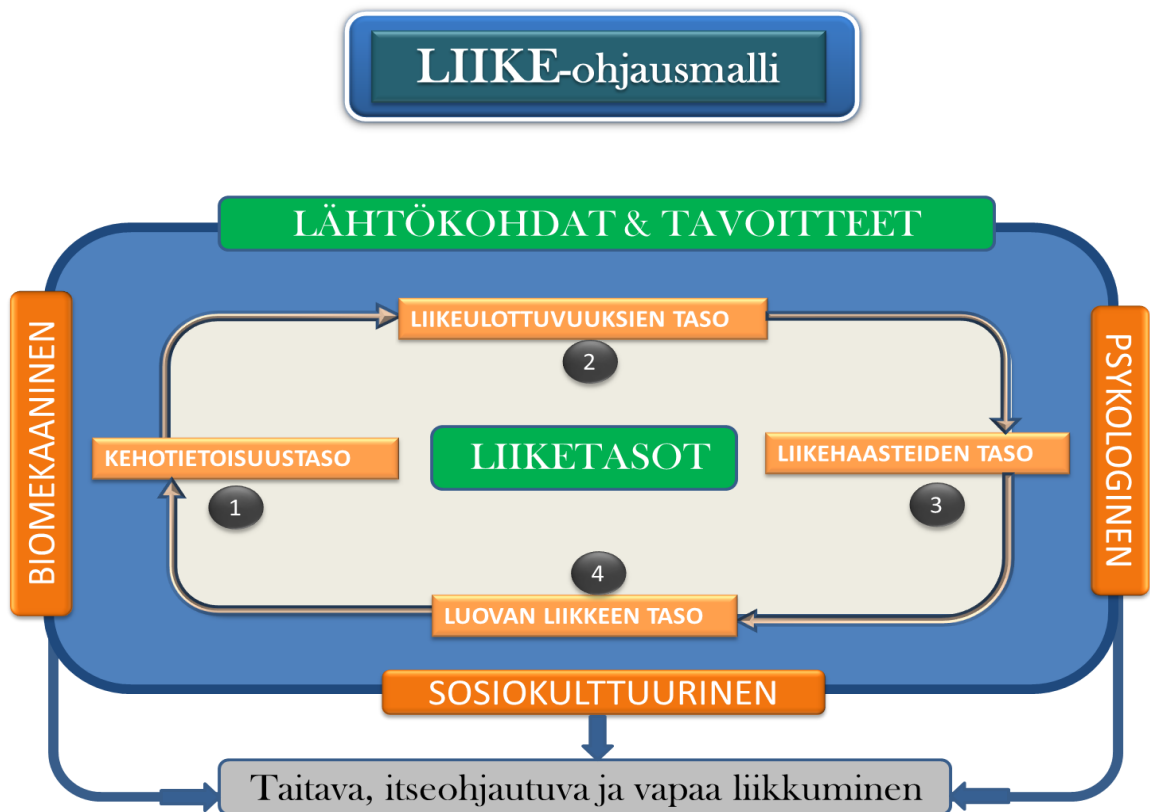 LIIKE-ohjausmalli
LÄHTÖKOHDAT & TAVOITTEET
BIOMEKAANINEN
PSYKOLOGINEN
LIIKEULOTTUVUUKSIEN TASO
2
KEHOTIETOISUUSTASO
1
LIIKETASOT
LIIKEHAASTEIDEN TASO
3
4
LUOVAN LIIKKEEN TASO
SOSIOKULTTUURINEN
Taitava, itseohjautuva ja vapaa liikkuminen